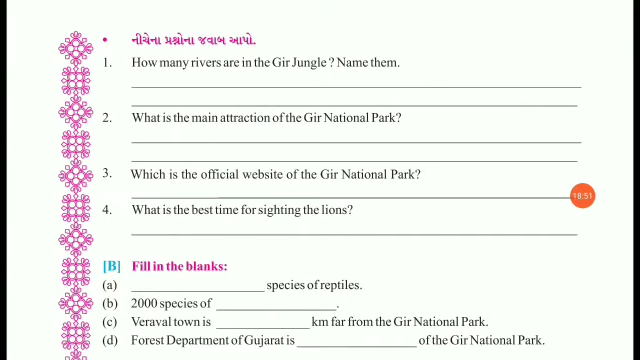 • નીચેના પ્રશ્નોના જવાબ આપો.
1. How many rivers are in the Gir Jungle ? Name them.
2. What is the main attraction of the Gir National Park?
3. Which is the official website of the Gir National Park?
18:51
4. What is the best time for sighting the lions?
[B] Fill in the blanks:
(a) ____________________ species of reptiles.
(b) 2000 species of __________________.
(c) Veraval town is ______________ km far from the Gir National Park.
(d) Forest Department of Gujarat is __________________ of the Gir National Park.